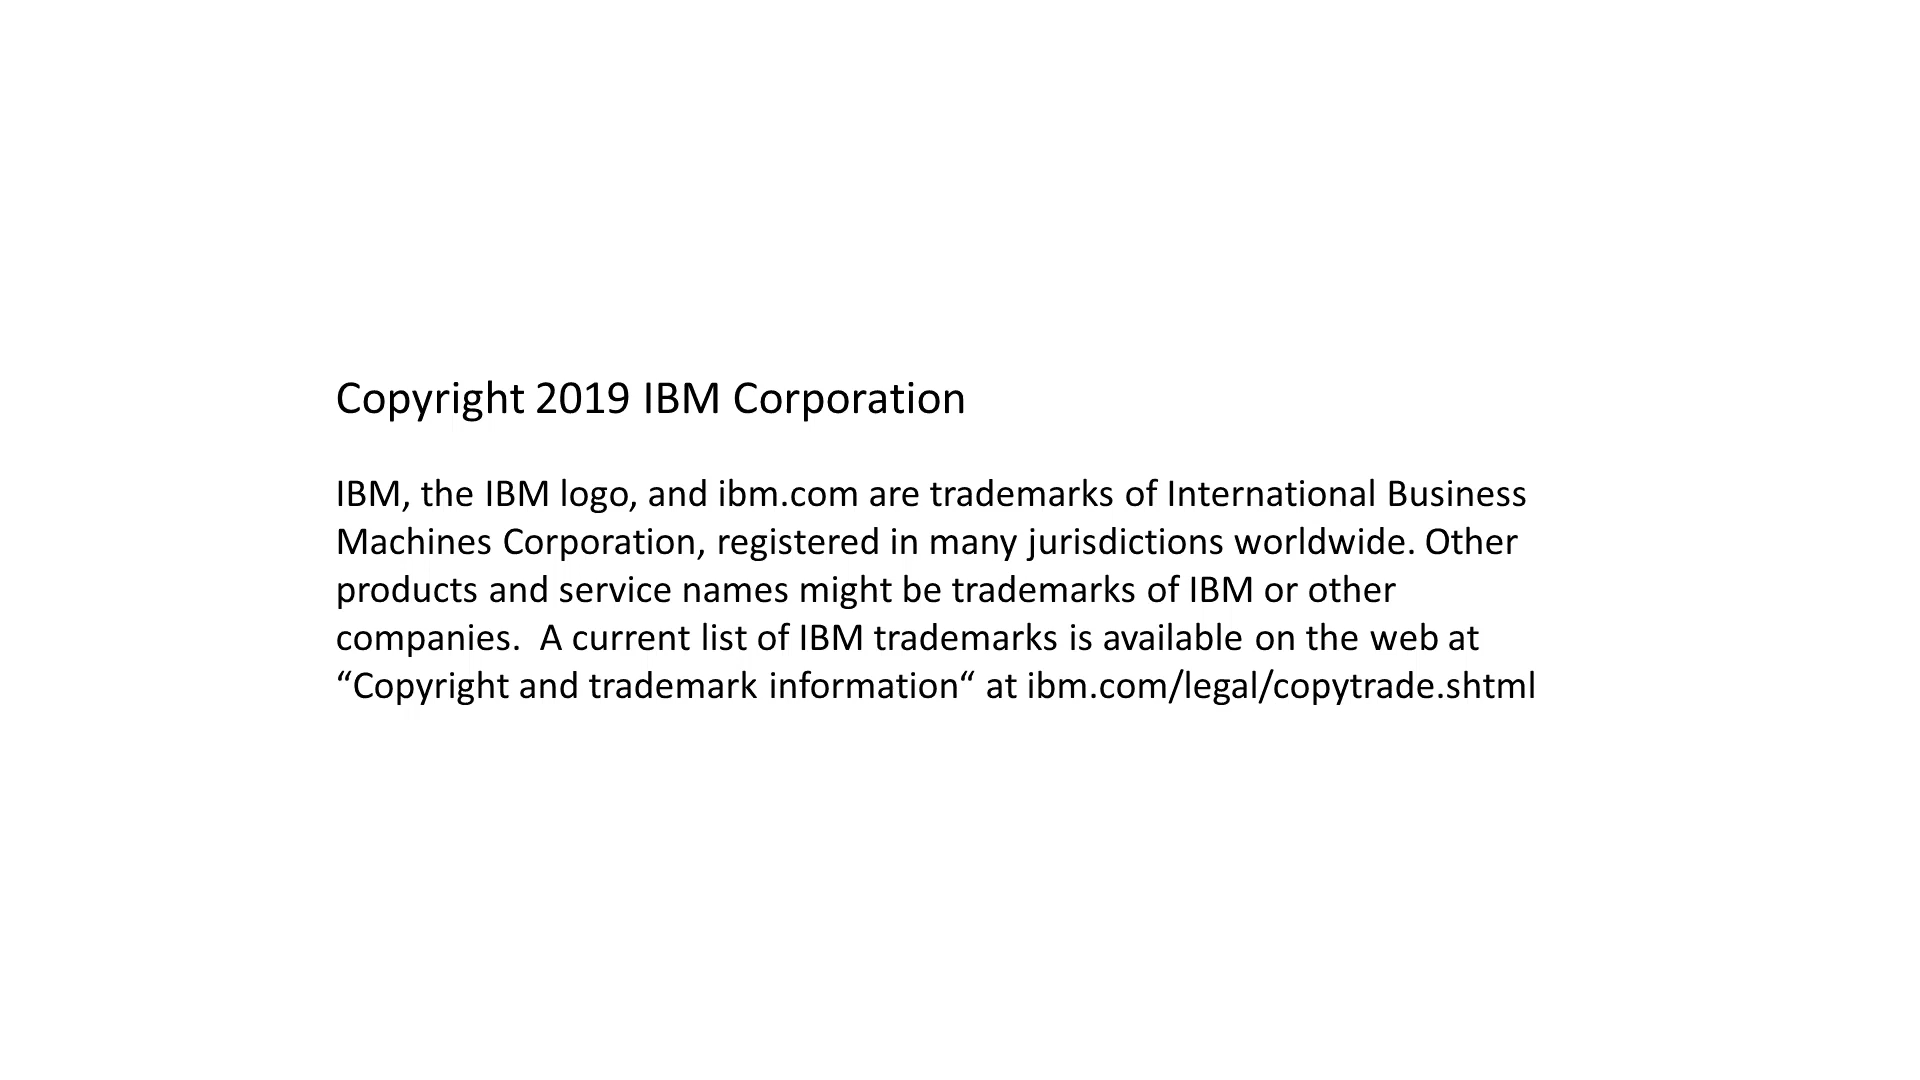 Copyright 2019 IBM Corporation
IBM, the IBM logo, and ibm.com are trademarks of International Business
Machines Corporation, registered in many jurisdictions worldwide. Other
products and service names might be trademarks of IBM or other
companies.  A current list of IBM trademarks is available on the web at
“Copyright and trademark information“ at ibm.com/legal/copytrade.shtml